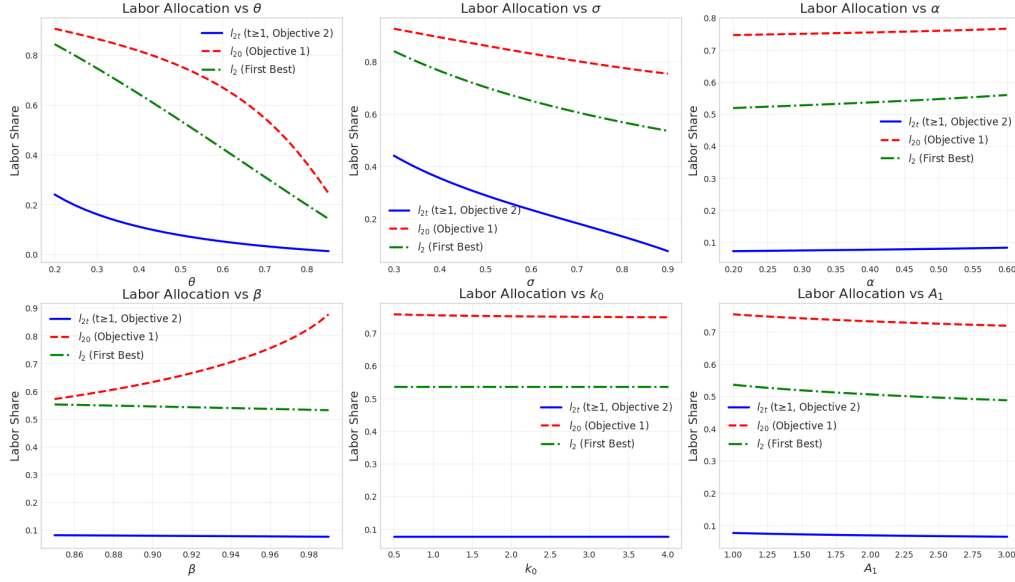 Labor Allocation vs θ
Labor Share
0.8
0.6
0.4
0.2
0.0
l₂ₜ (t≥1, Objective 2)
l₂₀ (Objective 1)
l₂ (First Best)
0.2 0.3 0.4 0.5 0.6 0.7 0.8
θ
Labor Allocation vs σ
Labor Share
0.8
0.6
0.4
0.2
l₂ₜ (t≥1, Objective 2)
l₂₀ (Objective 1)
l₂ (First Best)
0.3 0.4 0.5 0.6 0.7 0.8 0.9
σ
Labor Allocation vs α
Labor Share
0.8
0.7
0.6
0.5
0.4
0.3
0.2
0.1
l₂ₜ (t≥1, Objective 2)
l₂₀ (Objective 1)
l₂ (First Best)
0.20 0.25 0.30 0.35 0.40 0.45 0.50 0.55 0.60
α
Labor Allocation vs β
Labor Share
0.9
0.8
0.7
0.6
0.5
0.4
0.3
0.2
0.1
l₂ₜ (t≥1, Objective 2)
l₂₀ (Objective 1)
l₂ (First Best)
0.86 0.88 0.90 0.92 0.94 0.96 0.98
β
Labor Allocation vs k₀
Labor Share
0.7
0.6
0.5
0.4
0.3
0.2
0.1
l₂ₜ (t≥1, Objective 2)
l₂₀ (Objective 1)
l₂ (First Best)
0.5 1.0 1.5 2.0 2.5 3.0 3.5 4.0
k₀
Labor Allocation vs A₁
Labor Share
0.7
0.6
0.5
0.4
0.3
0.2
0.1
l₂ₜ (t≥1, Objective 2)
l₂₀ (Objective 1)
l₂ (First Best)
1.00 1.25 1.50 1.75 2.00 2.25 2.50 2.75 3.00
A₁